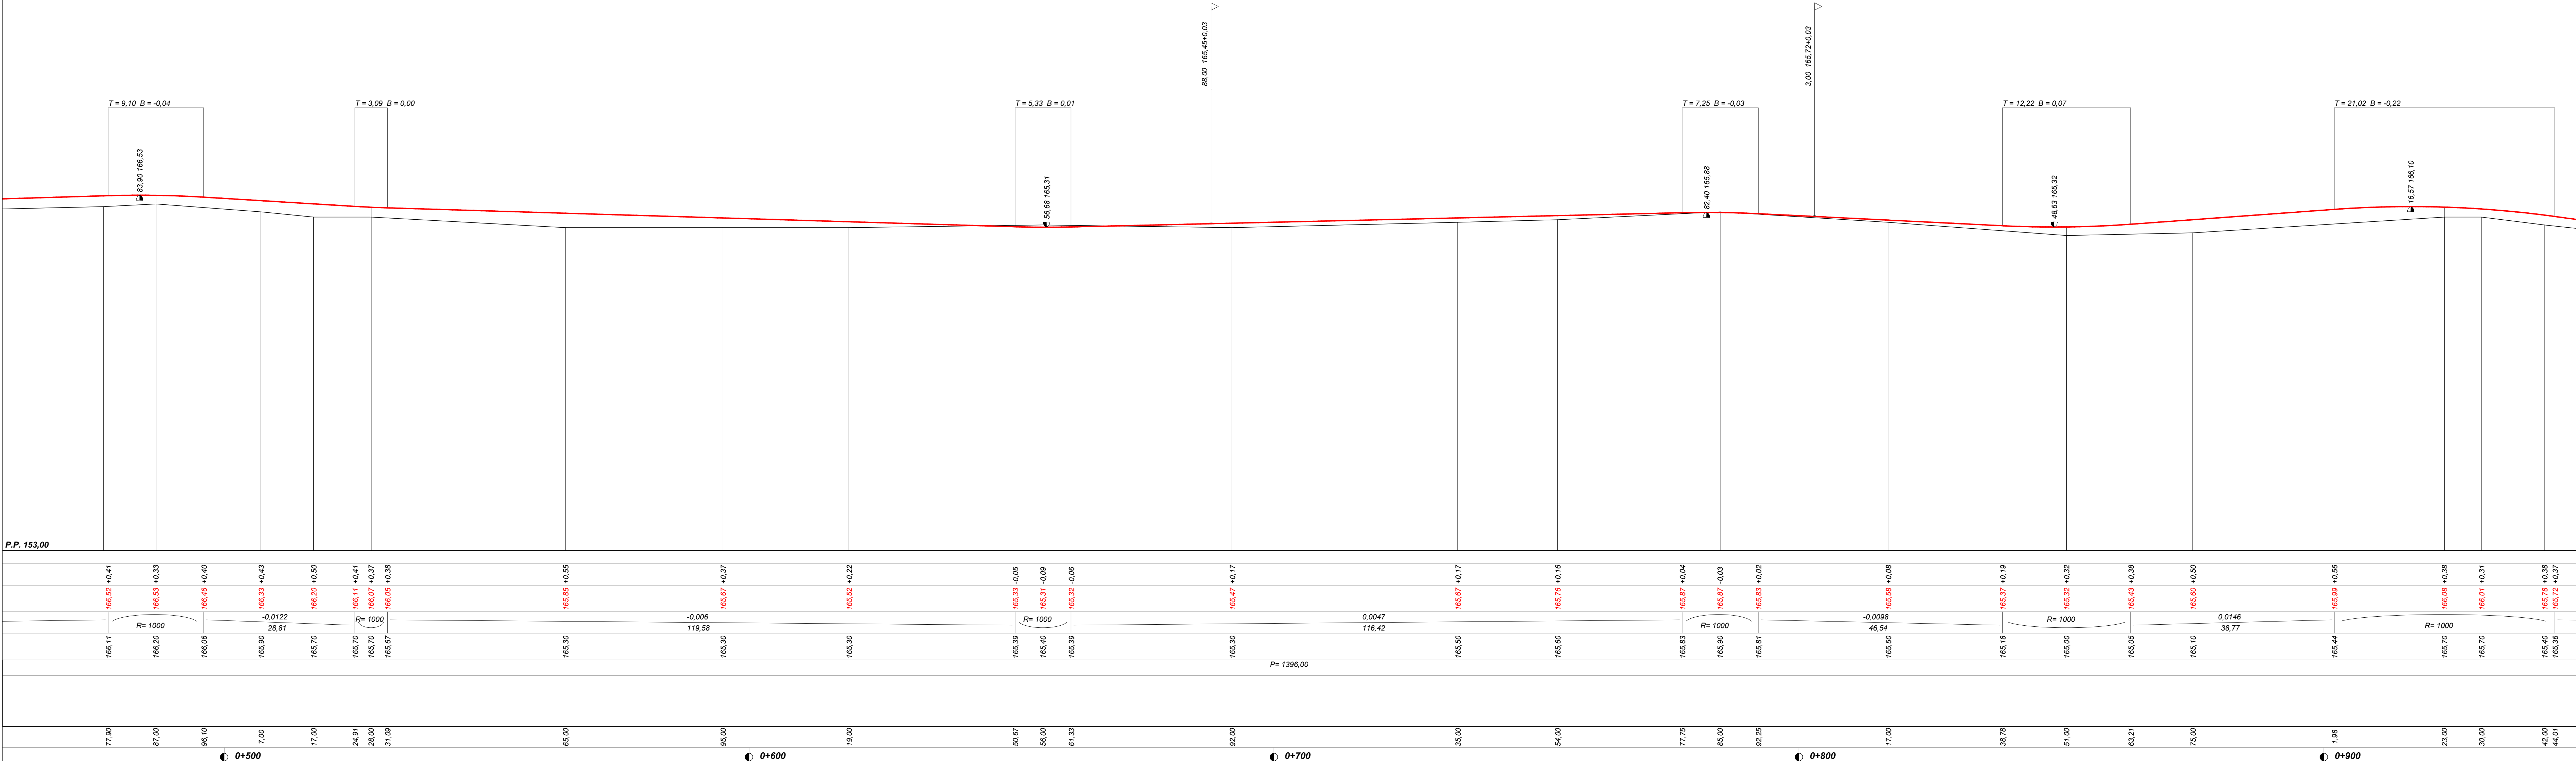 88,00 165,45+0,03
3,00 165,72+0,03
T = 9,10 B = -0,04
T = 3,09 B = 0,00
T = 5,33 B = 0,01
T = 7,25 B = -0,03
T = 12,22 B = 0,07
T = 21,02 B = -0,22
83,90 166,53
56,68 165,31
82,40 165,88
48,63 165,32
16,57 166,10
P.P. 153,00
+0,41 +0,33 +0,40 +0,43 +0,50 +0,41 +0,37 +0,38 +0,55 +0,37 +0,22 -0,05 -0,09 -0,06 +0,17 +0,17 +0,16 +0,04 -0,03 +0,02 +0,08 +0,19 +0,32 +0,38 +0,50 +0,56 +0,38 +0,31 +0,38 +0,37
166,52 166,53 166,46 166,33 166,20 166,11 166,07 166,05 165,85 165,67 165,52 165,33 165,31 165,32 165,47 165,67 165,76 165,87 165,87 165,83 165,58 165,37 165,32 165,43 165,60 165,99 166,08 166,01 165,78 165,72
R= 1000
-0,0122
28,81
R= 1000
-0,006
119,58
R= 1000
0,0047
116,42
R= 1000
-0,0098
46,54
R= 1000
0,0146
38,77
R= 1000
166,11 166,20 166,06 165,90 165,70 165,70 165,70 165,67 165,30 165,30 165,30 165,39 165,40 165,39 165,30 165,50 165,60 165,83 165,90 165,81 165,50 165,18 165,00 165,05 165,10 165,44 165,70 165,70 165,40 165,36
P= 1396,00
77,90 87,00 96,10 7,00 17,00 24,91 28,00 31,09 65,00 95,00 19,00 50,67 56,00 61,33 92,00 35,00 54,00 77,75 85,00 92,25 17,00 38,78 51,00 63,21 75,00 1,98 23,00 30,00 42,00 44,01
0+500 0+600 0+700 0+800 0+900